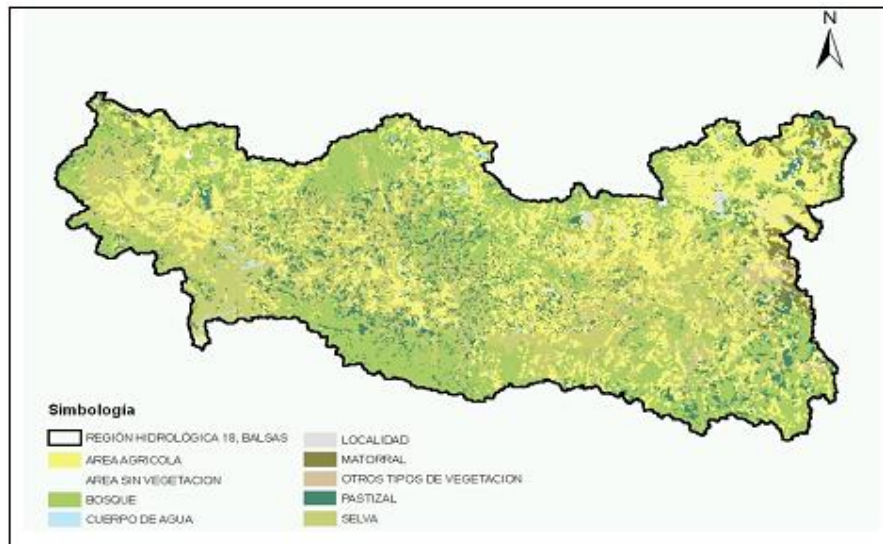 N
Simbología
REGIÓN HIDROLÓGICA 18, BALSAS
AREA AGRICOLA
AREA SIN VEGETACION
BOSQUE
CUERPO DE AGUA
LOCALIDAD
MATORRAL
OTROS TIPOS DE VEGETACION
PASTIZAL
SELVA